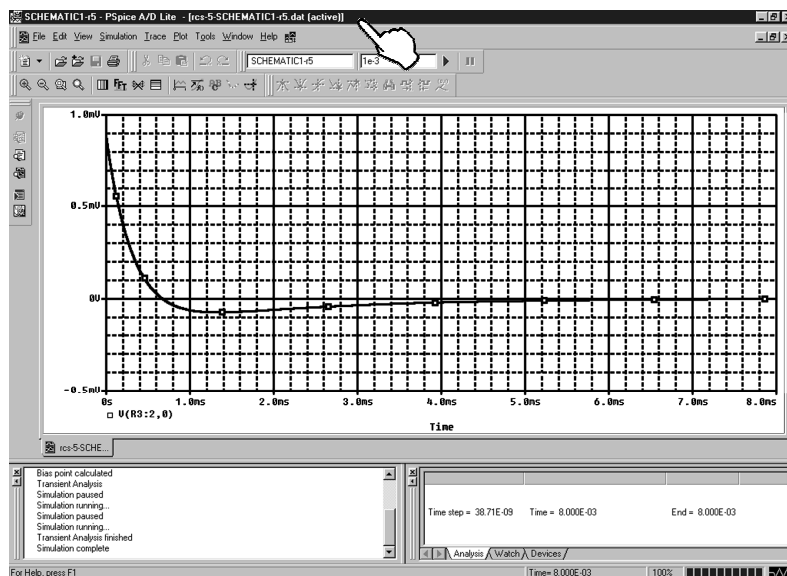 SCHEMATIC1-r5 - PSpice A/D Lite - [rcs-5-SCHEMATIC1-r5.dat (active)]
File Edit View Simulation Trace Plot Tools Window Help
SCHEMATIC1-r5 1e-3
1.0mV
0.5mV
0V
-0.5mV
0s 1.0ms 2.0ms 3.0ms 4.0ms 5.0ms 6.0ms 7.0ms 8.0ms
V(R3:2,0)
Time
rcs-5-SCHE...
Bias point calculated
Transient Analysis
Simulation paused
Simulation running...
Simulation paused
Simulation running...
Transient Analysis finished
Simulation complete
Time step = 38.71E-09 Time = 8.000E-03 End = 8.000E-03
Analysis Watch Devices
For Help, press F1 Time= 8.000E-03 100%